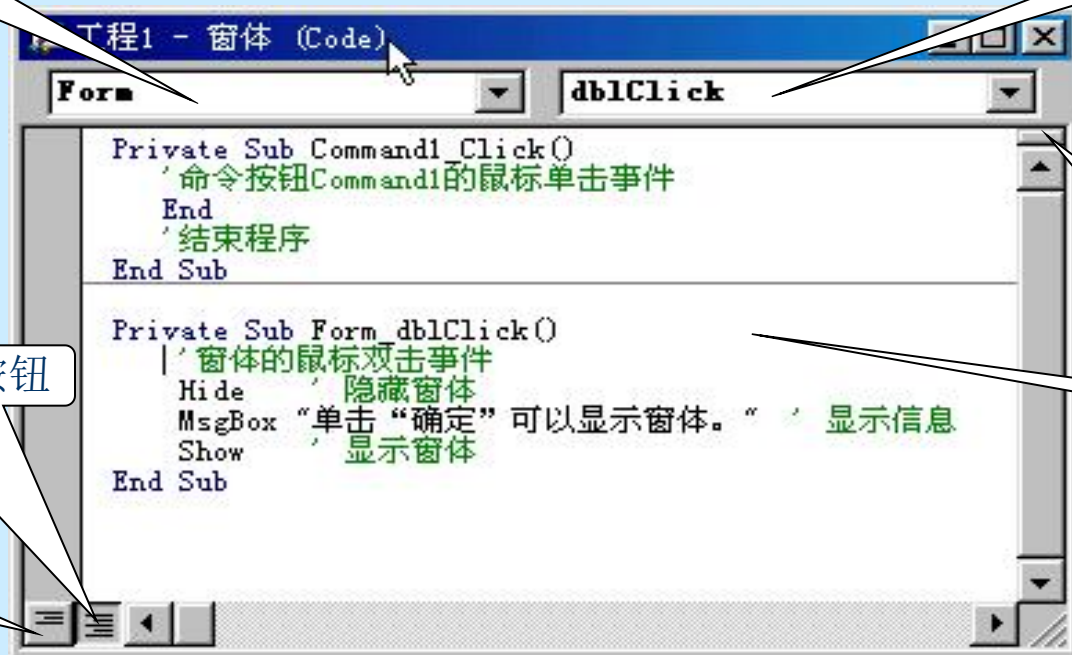 工程1 - 窗体 (Code)
Form dblClick
Private Sub Command1_Click()
'命令按钮Command1的鼠标单击事件
End
'结束程序
End Sub
Private Sub Form_dblClick()
'窗体的鼠标双击事件
Hide ' 隐藏窗体
MsgBox "单击“确定”可以显示窗体。" ' 显示信息
Show ' 显示窗体
End Sub
钮